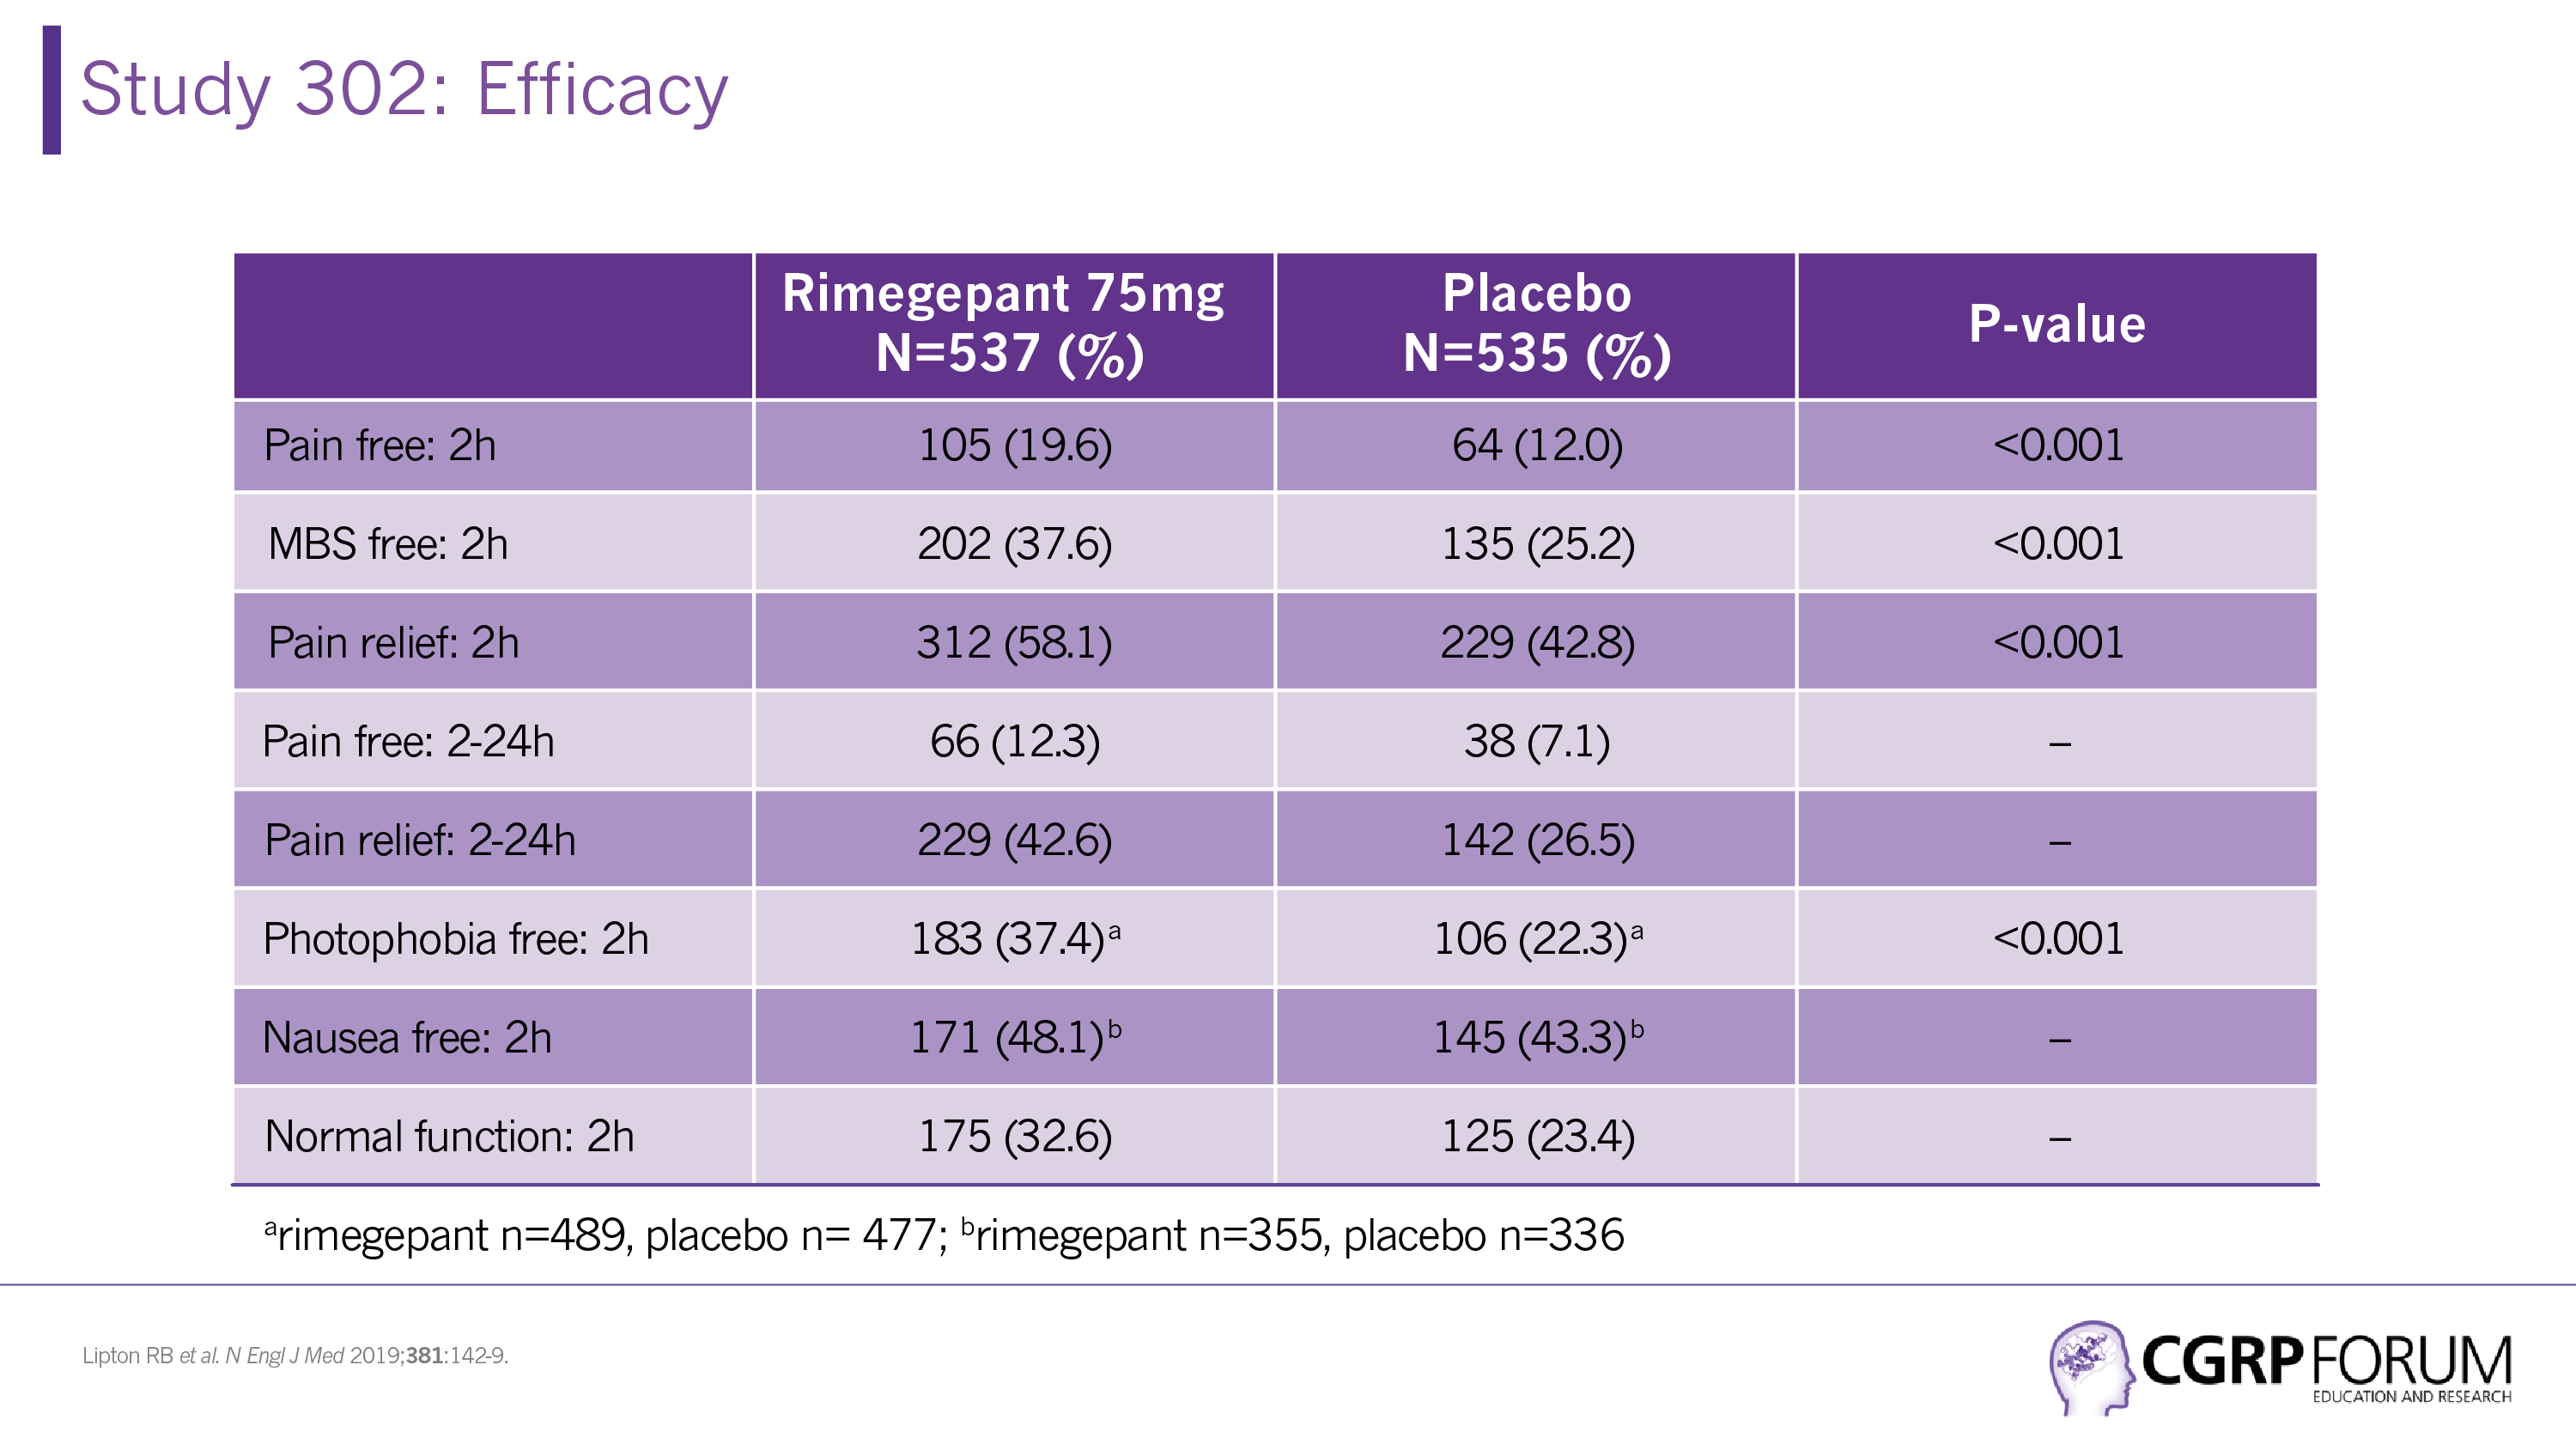 Study 302: Efficacy
Rimegepant 75mg N=537 (%) Placebo N=535 (%) P-value
Pain free: 2h 105 (19.6) 64 (12.0) <0.001
MBS free: 2h 202 (37.6) 135 (25.2) <0.001
Pain relief: 2h 312 (58.1) 229 (42.8) <0.001
Pain free: 2-24h 66 (12.3) 38 (7.1) –
Pain relief: 2-24h 229 (42.6) 142 (26.5) –
Photophobia free: 2h 183 (37.4)ᵃ 106 (22.3)ᵃ <0.001
Nausea free: 2h 171 (48.1)ᵇ 145 (43.3)ᵇ –
Normal function: 2h 175 (32.6) 125 (23.4) –
ᵃrimegepant n=489, placebo n= 477; ᵇrimegepant n=355, placebo n=336
Lipton RB et al. N Engl J Med 2019;381:142-9.
CGRP FORUM
EDUCATION AND RESEARCH